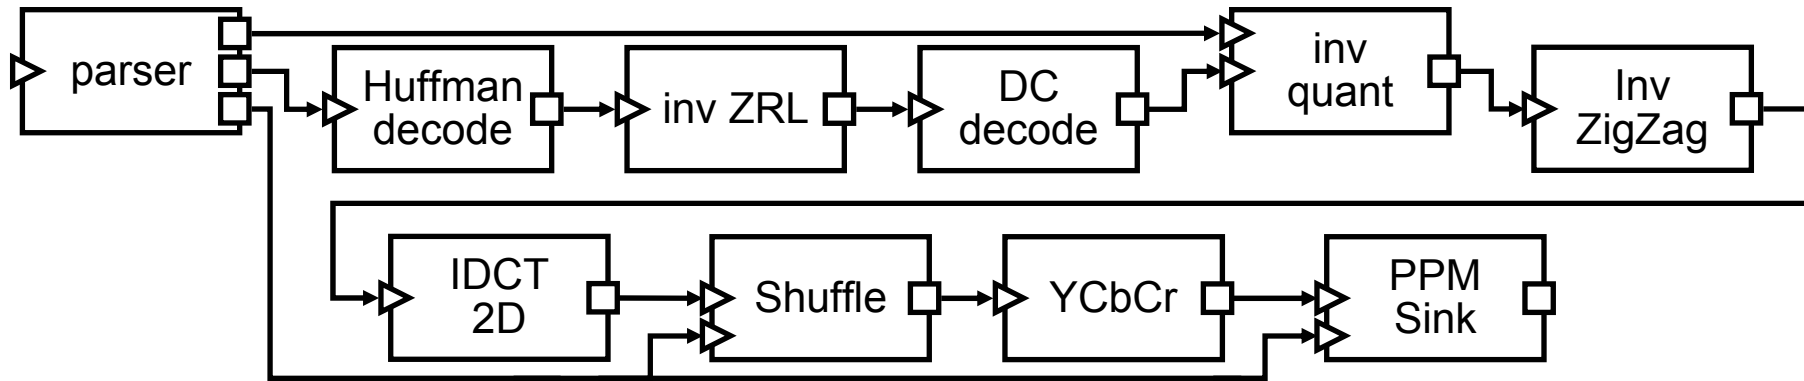 parser
Huffman
decode
inv ZRL
DC
decode
inv
quant
Inv
ZigZag
IDCT
2D
Shuffle
YCbCr
PPM
Sink